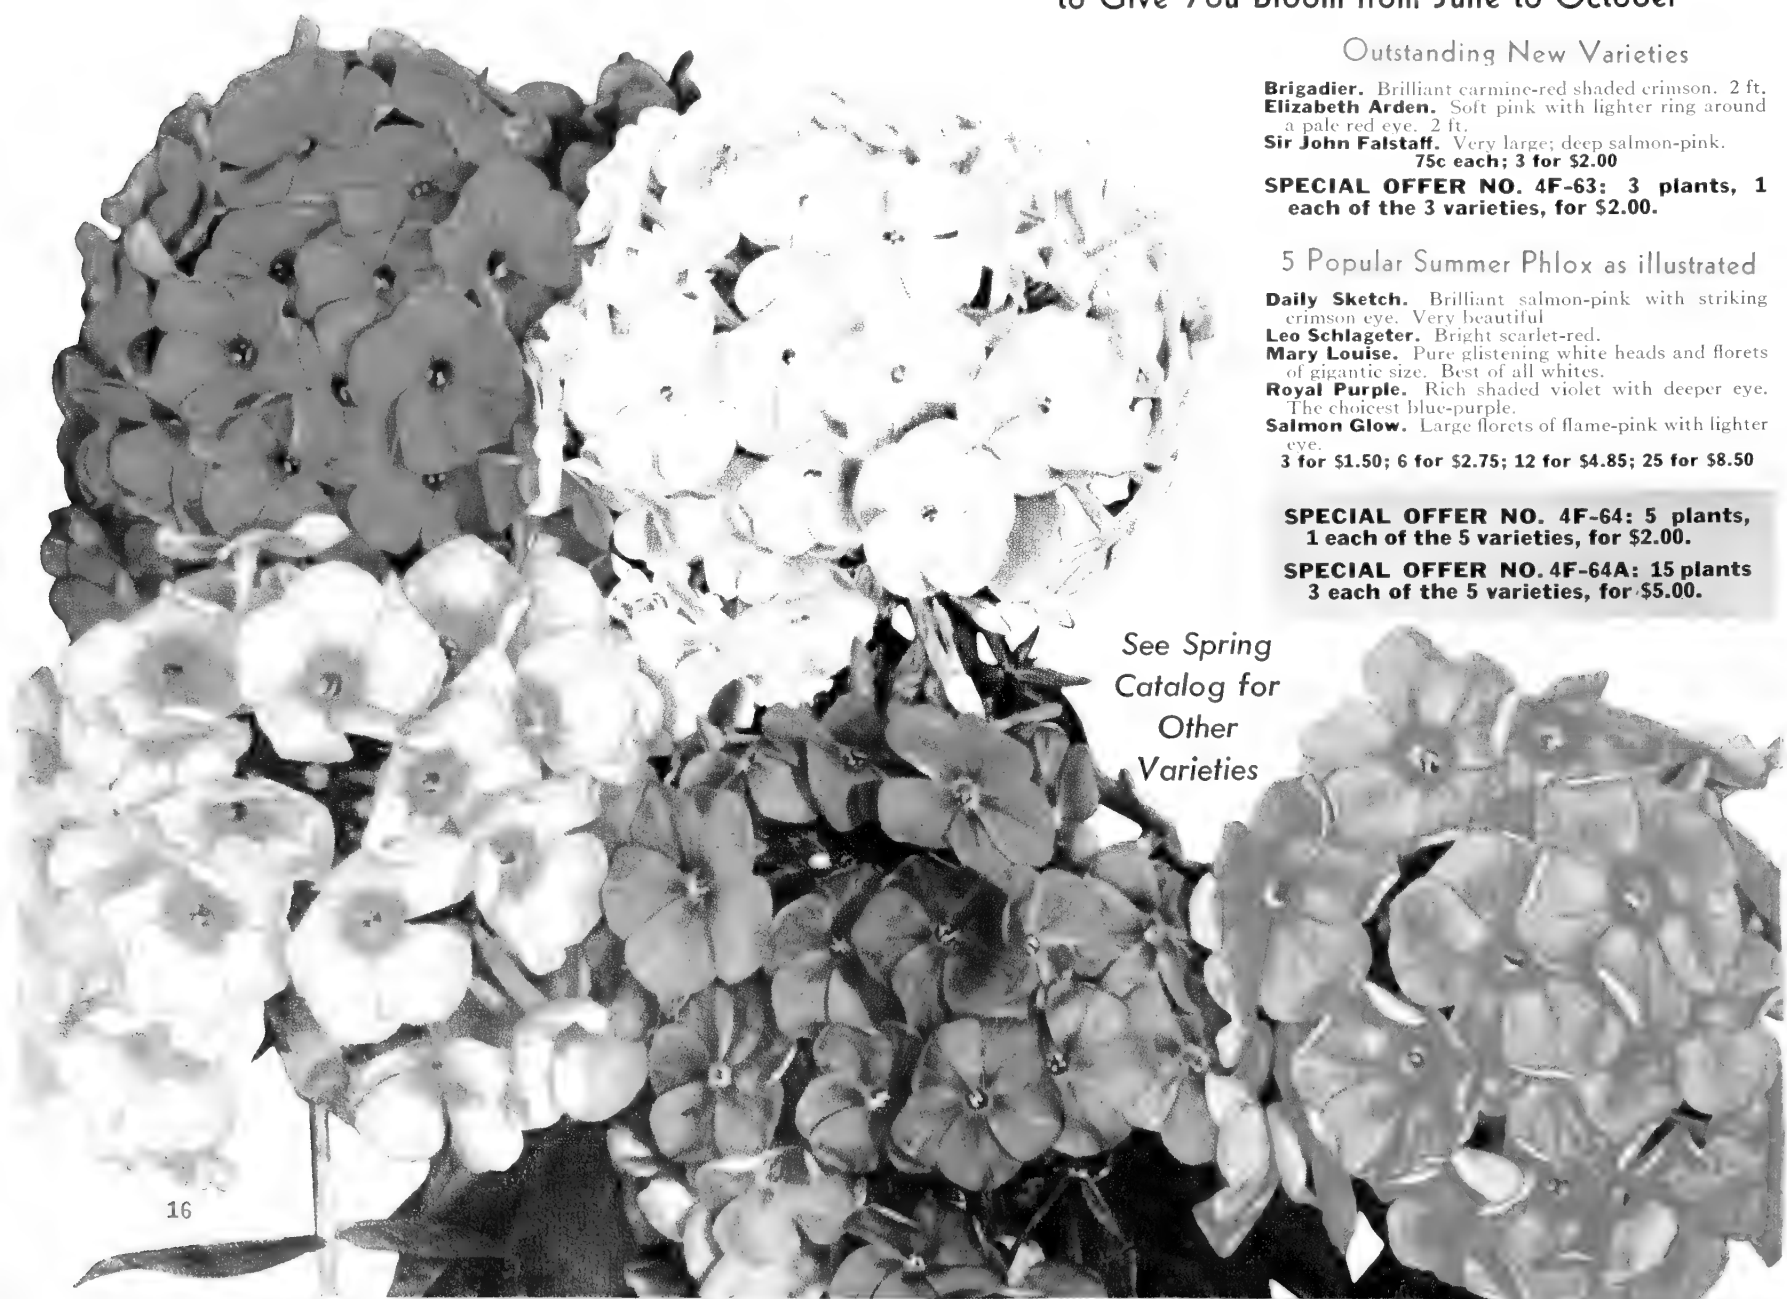 to Give You Bloom from June to October
Outstanding New Varieties
Brigadier. Brilliant carmine-red shaded crimson. 2 ft.
Elizabeth Arden. Soft pink with lighter ring around
a pale red eye. 2 ft.
Sir John Falstaff. Very large; deep salmon-pink.
75c each; 3 for $2.00
SPECIAL OFFER NO. 4F-63: 3 plants, 1
each of the 3 varieties, for $2.00.
5 Popular Summer Phlox as illustrated
Daily Sketch. Brilliant salmon-pink with striking
crimson eye. Very beautiful
Leo Schlageter. Bright scarlet-red.
Mary Louise. Pure glistening white heads and florets
of gigantic size. Best of all whites.
Royal Purple. Rich shaded violet with deeper eye.
The choicest blue-purple.
Salmon Glow. Large florets of flame-pink with lighter
eye.
3 for $1.50; 6 for $2.75; 12 for $4.85; 25 for $8.50
SPECIAL OFFER NO. 4F-64: 5 plants,
1 each of the 5 varieties, for $2.00.
SPECIAL OFFER NO. 4F-64A: 15 plants
3 each of the 5 varieties, for $5.00.
See Spring
Catalog for
Other
Varieties
16